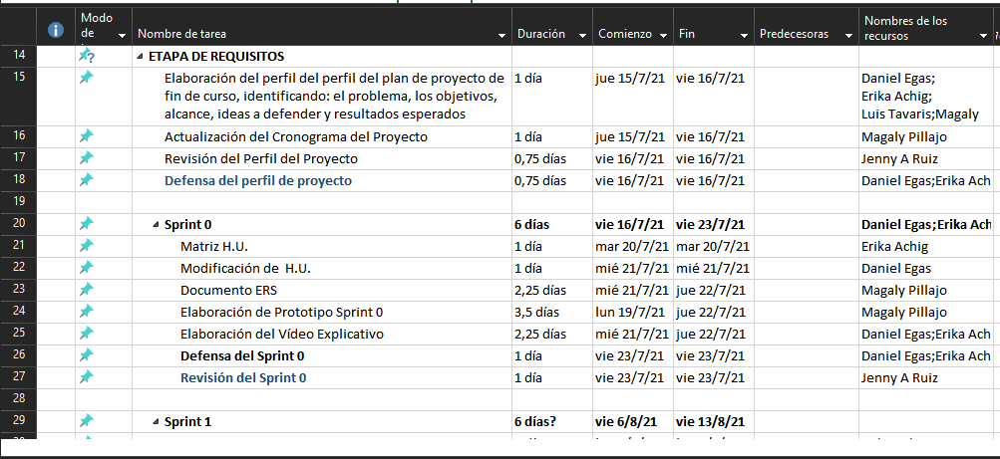 Modo de
Nombre de tarea
Duración
Comienzo
Fin
Predecesoras
Nombres de los recursos
14 ETAPA DE REQUISITOS
15 Elaboración del perfil del perfil del plan de proyecto de 1 día jue 15/7/21 vie 16/7/21 Daniel Egas;
fin de curso, identificando: el problema, los objetivos, Erika Achig;
alcance, ideas a defender y resultados esperados Luis Tavaris;Magaly
16 Actualización del Cronograma del Proyecto 1 día jue 15/7/21 vie 16/7/21 Magaly Pillajo
17 Revisión del Perfil del Proyecto 0,75 días vie 16/7/21 vie 16/7/21 Jenny A Ruiz
18 Defensa del perfil de proyecto 0,75 días vie 16/7/21 vie 16/7/21 Daniel Egas;Erika Ach
19
20 Sprint 0 6 días vie 16/7/21 vie 23/7/21 Daniel Egas;Erika Ach
21 Matriz H.U. 1 día mar 20/7/21 mar 20/7/21 Erika Achig
22 Modificación de H.U. 1 día mié 21/7/21 mié 21/7/21 Daniel Egas
23 Documento ERS 2,25 días mié 21/7/21 jue 22/7/21 Magaly Pillajo
24 Elaboración de Prototipo Sprint 0 3,5 días lun 19/7/21 jue 22/7/21 Magaly Pillajo
25 Elaboración del Vídeo Explicativo 2,25 días mié 21/7/21 jue 22/7/21 Daniel Egas;Erika Ach
26 Defensa del Sprint 0 1 día vie 23/7/21 vie 23/7/21 Daniel Egas;Erika Ach
27 Revisión del Sprint 0 1 día vie 23/7/21 vie 23/7/21 Jenny A Ruiz
28
29 Sprint 1 6 días? vie 6/8/21 vie 13/8/21